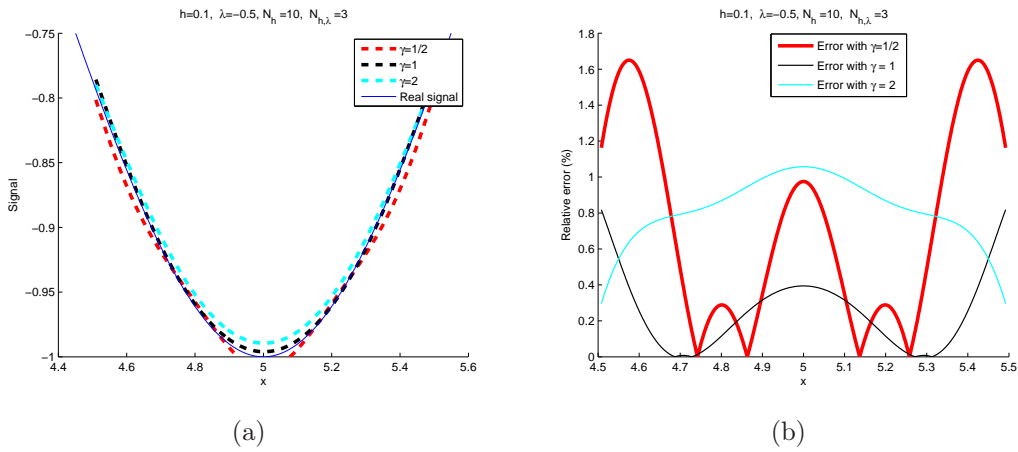 h=0.1, λ=−0.5, N_h =10, N_{h,λ} =3
−0.75
−0.8
−0.85
−0.9
−0.95
−1
Signal
4.4 4.6 4.8 5 5.2 5.4 5.6
x
γ=1/2
γ=1
γ=2
Real signal
(a)
h=0.1, λ=−0.5, N_h =10, N_{h,λ} =3
1.8
1.6
1.4
1.2
1
0.8
0.6
0.4
0.2
0
Relative error (%)
4.5 4.6 4.7 4.8 4.9 5 5.1 5.2 5.3 5.4 5.5
x
Error with γ=1/2
Error with γ = 1
Error with γ = 2
(b)